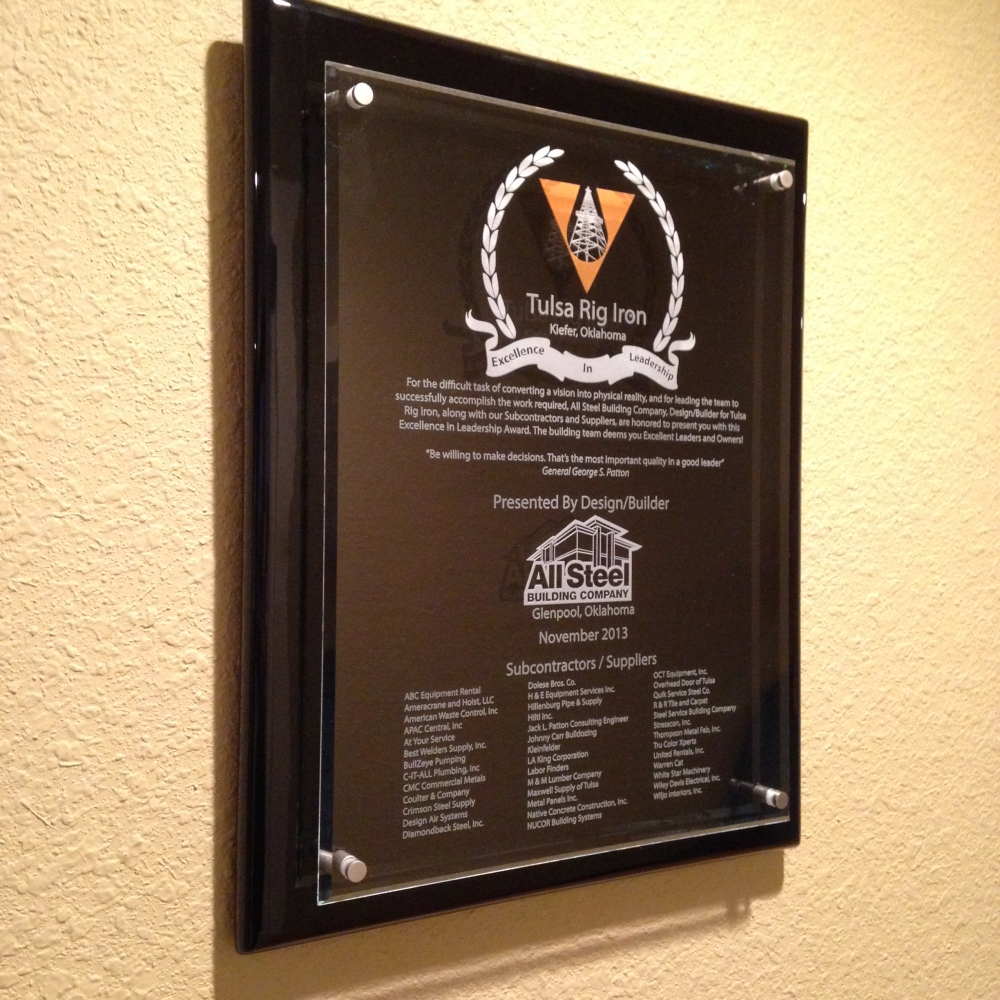 Tulsa Rig Iron
Kiefer, Oklahoma
Excellence In Leadership
For the difficult task of converting a vision into physical reality, and for leading the team to
successfully accomplish the work required, All Steel Building Company, Design/Builder for Tulsa
Rig Iron, along with our Subcontractors and Suppliers, are honored to present you with this
Excellence in Leadership Award. The building team deems you Excellent Leaders and Owners!
"Be willing to make decisions. That's the most important quality in a good leader"
General George S. Patton
Presented By Design/Builder
All Steel
BUILDING COMPANY
Glenpool, Oklahoma
November 2013
Subcontractors / Suppliers
ABC Equipment Rental
Ameracrane and Hoist, LLC
American Waste Control, Inc
APAC Central, Inc
At Your Service
Best Welders Supply, Inc.
BullZeye Pumping
C-IT-ALL Plumbing, Inc
CMC Commercial Metals
Coulter & Company
Crimson Steel Supply
Design Air Systems
Diamondback Steel, Inc.
Dolese Bros. Co.
H & E Equipment Services Inc.
Hillenburg Pipe & Supply
Hilti Inc.
Jack L. Patton Consulting Engineer
Johnny Carr Bulldozing
Kleinfelder
LA King Corporation
Labor Finders
M & M Lumber Company
Maxwell Supply of Tulsa
Metal Panels Inc.
Native Concrete Construction, Inc.
NUCOR Building Systems
OCT Equipment, Inc.
Overhead Door of Tulsa
Quik Service Steel Co.
R & R Tile and Carpet
Steel Service Building Company
Stresscon, Inc.
Thompson Metal Fab, Inc.
Tru Color Xperts
United Rentals, Inc.
Warren Cat
White Star Machinery
Wiley Davis Electrical, Inc.
Wiljo Interiors, Inc.